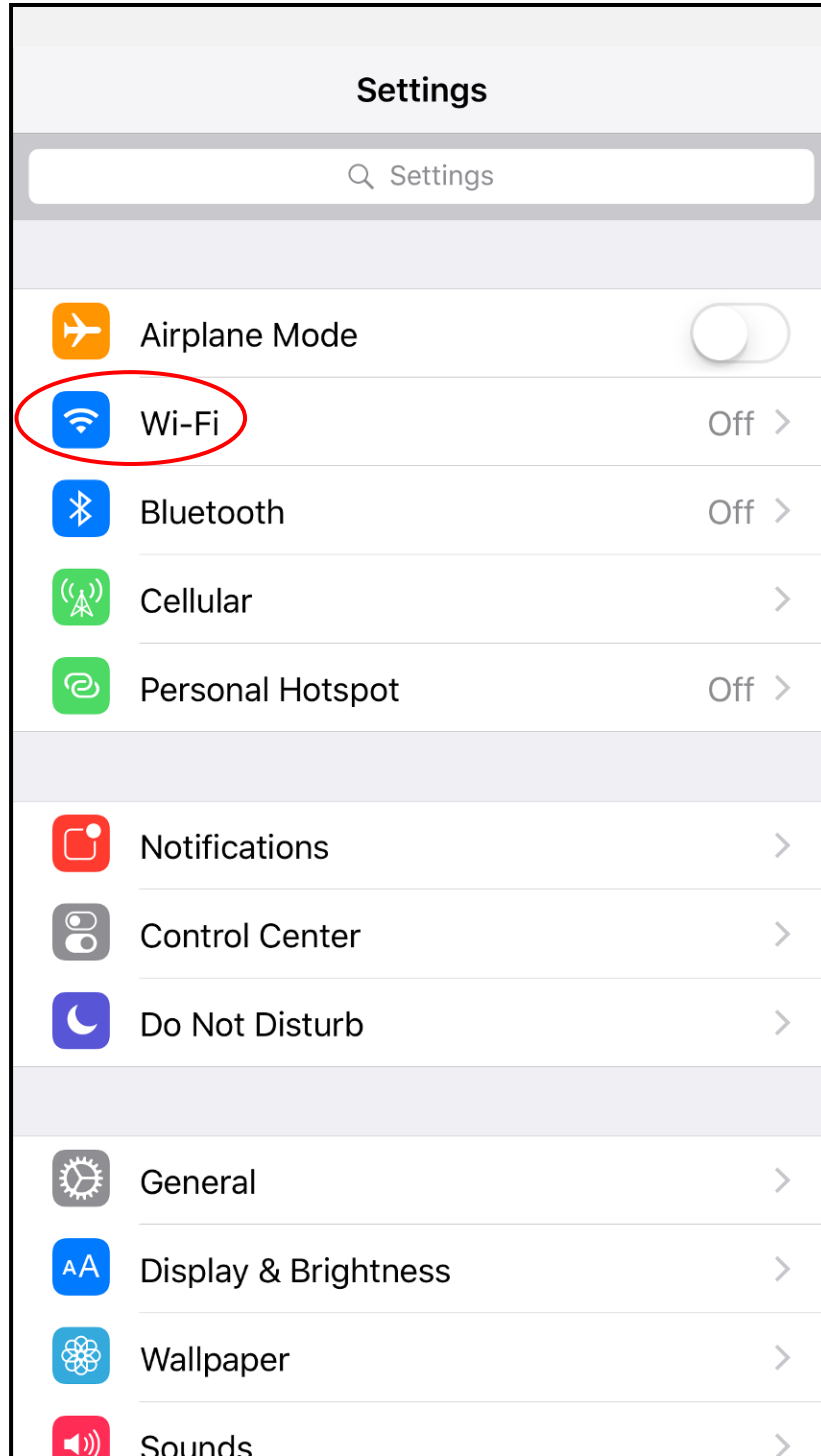 Settings
Settings
Airplane Mode
Wi-Fi Off
Bluetooth Off
Cellular
Personal Hotspot Off
Notifications
Control Center
Do Not Disturb
General
AA Display & Brightness
Wallpaper
Sounds